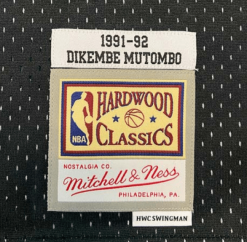 1991-92
DIKEMBE MUTOMBO
HARDWOOD
NBA
CLASSICS
NOSTALGIA CO.
Mitchell & Ness
PHILADELPHIA, PA.
HWC SWINGMAN